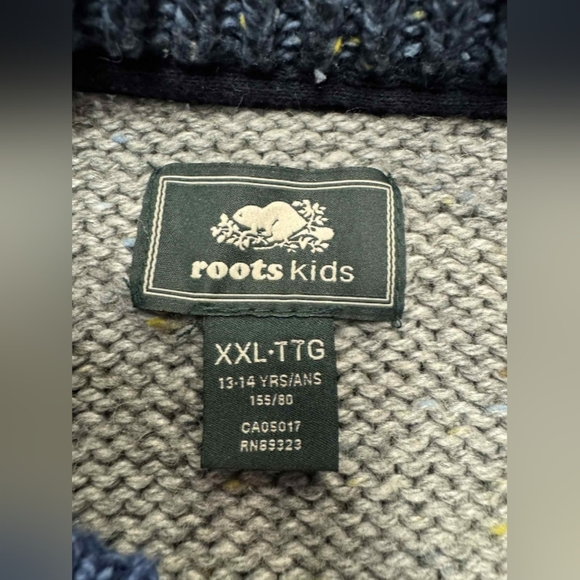 roots kids
XXL·TTG
13-14 YRS/ANS
155/80
CA05017
RN89323